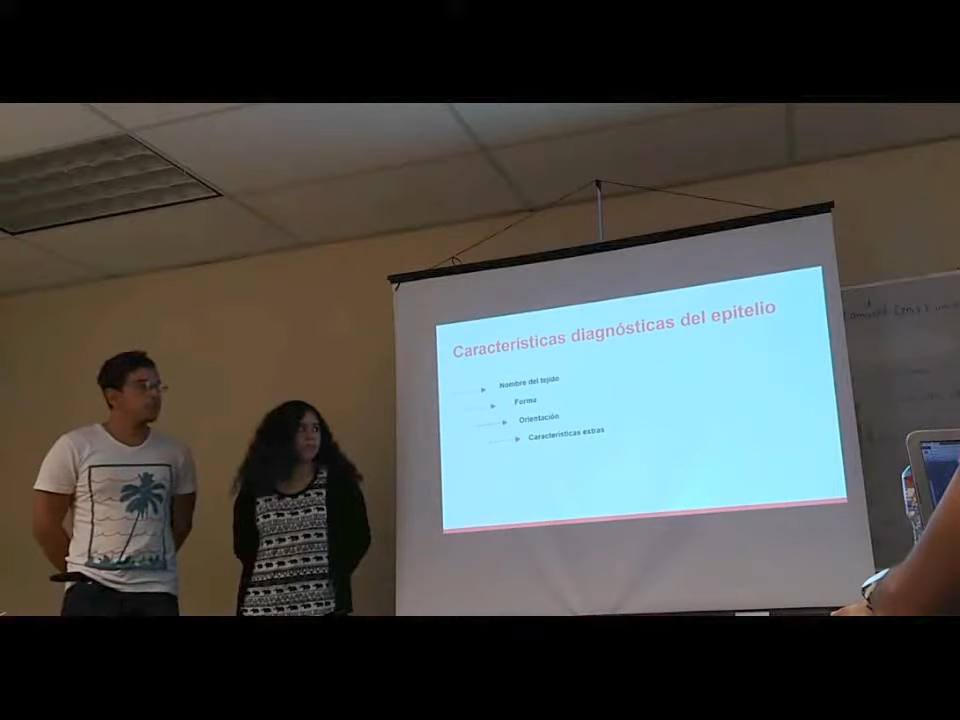 Características diagnósticas del epitelio
Nombre del tejido
Forma
Orientación
Características extras